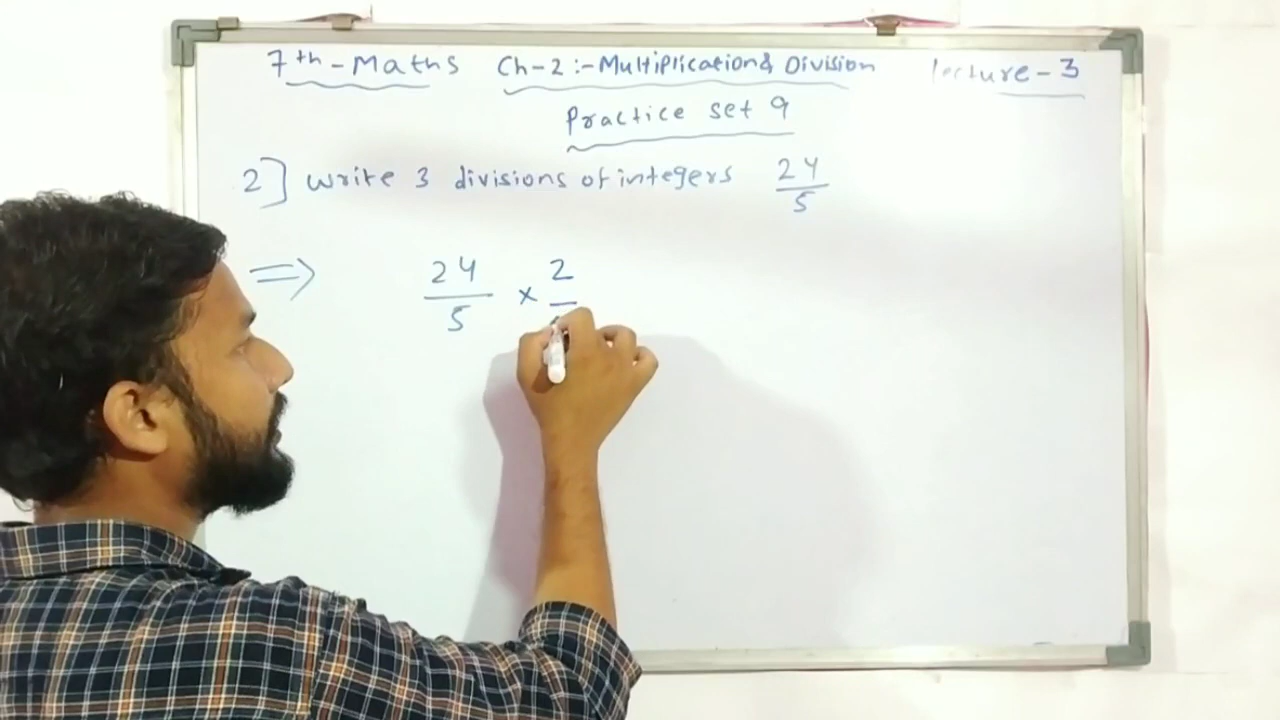 7th - Maths Ch-2 :- Multiplication & Division lecture - 3
Practice set 9
2] write 3 divisions of integers 24/5
⇒ 24/5 × 2/